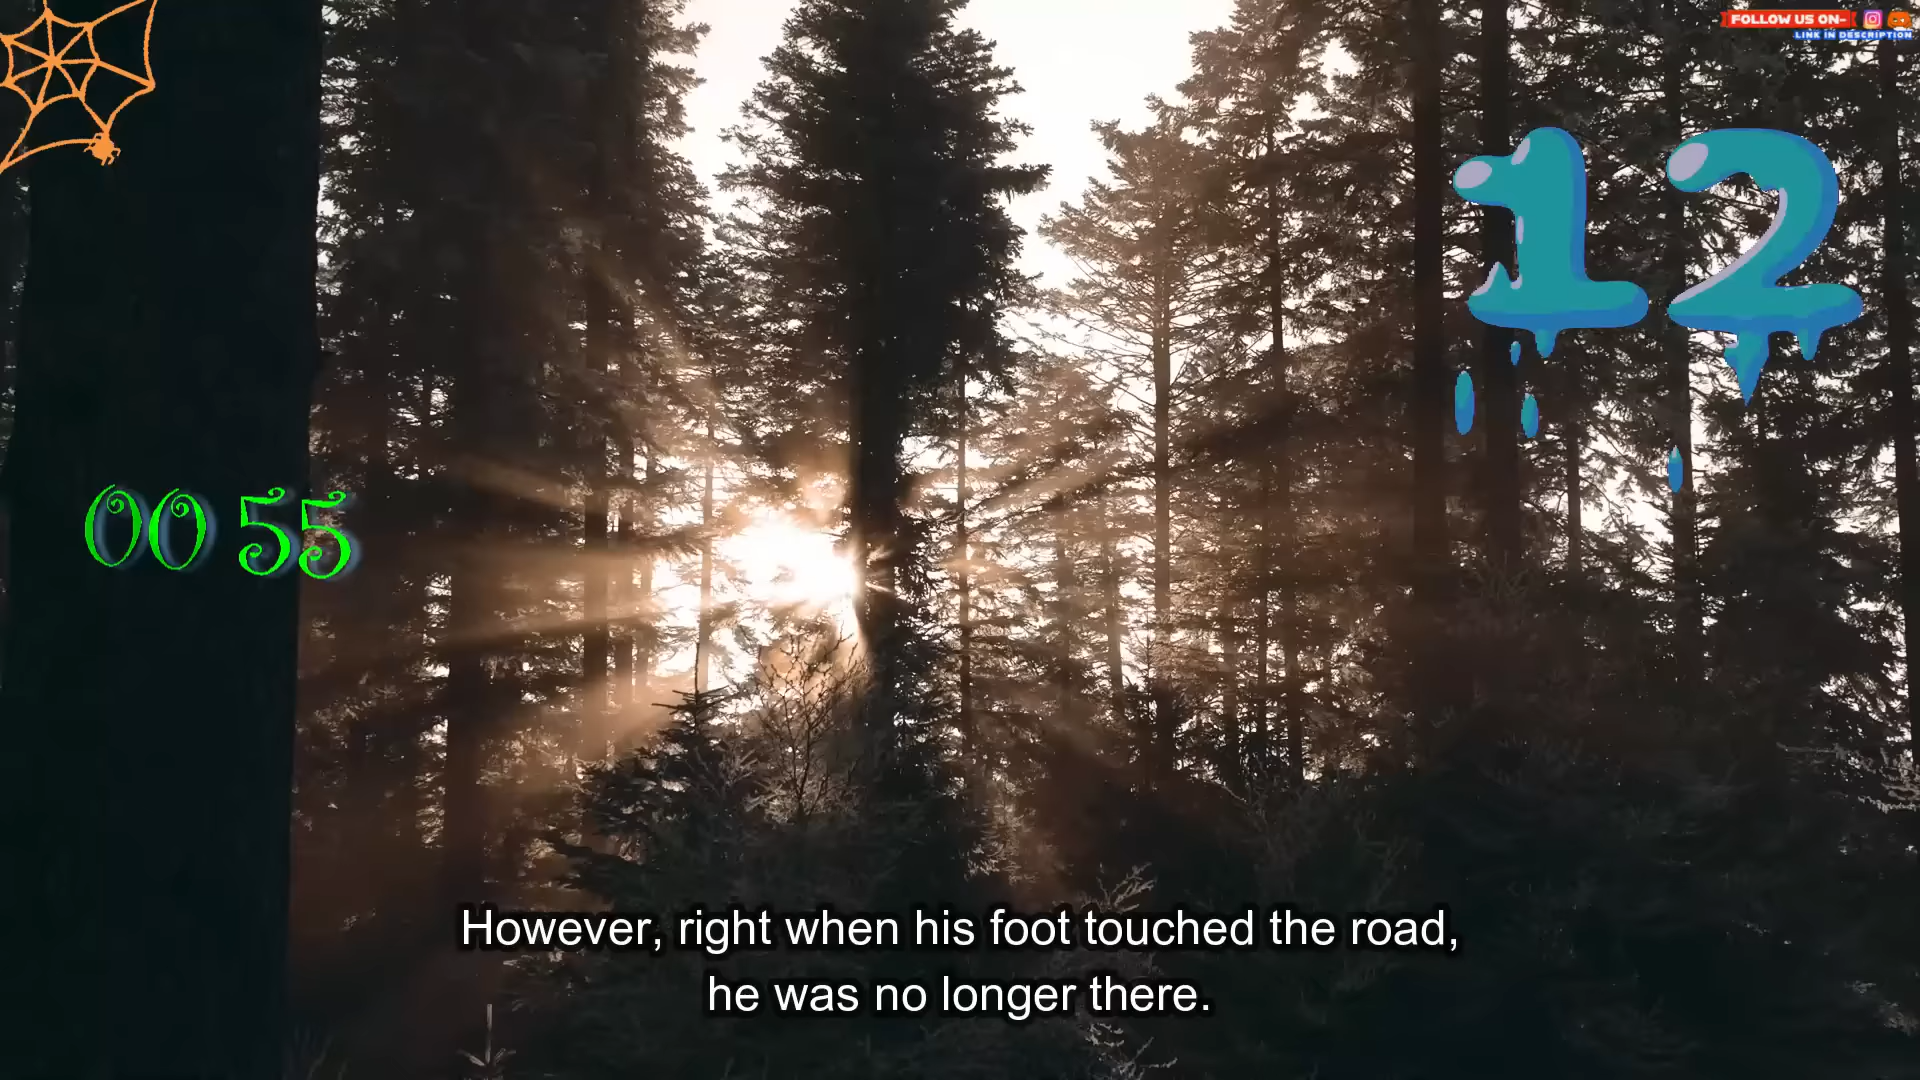 FOLLOW US ON-
LINK IN DESCRIPTION
12
00 55
However, right when his foot touched the road,
he was no longer there.